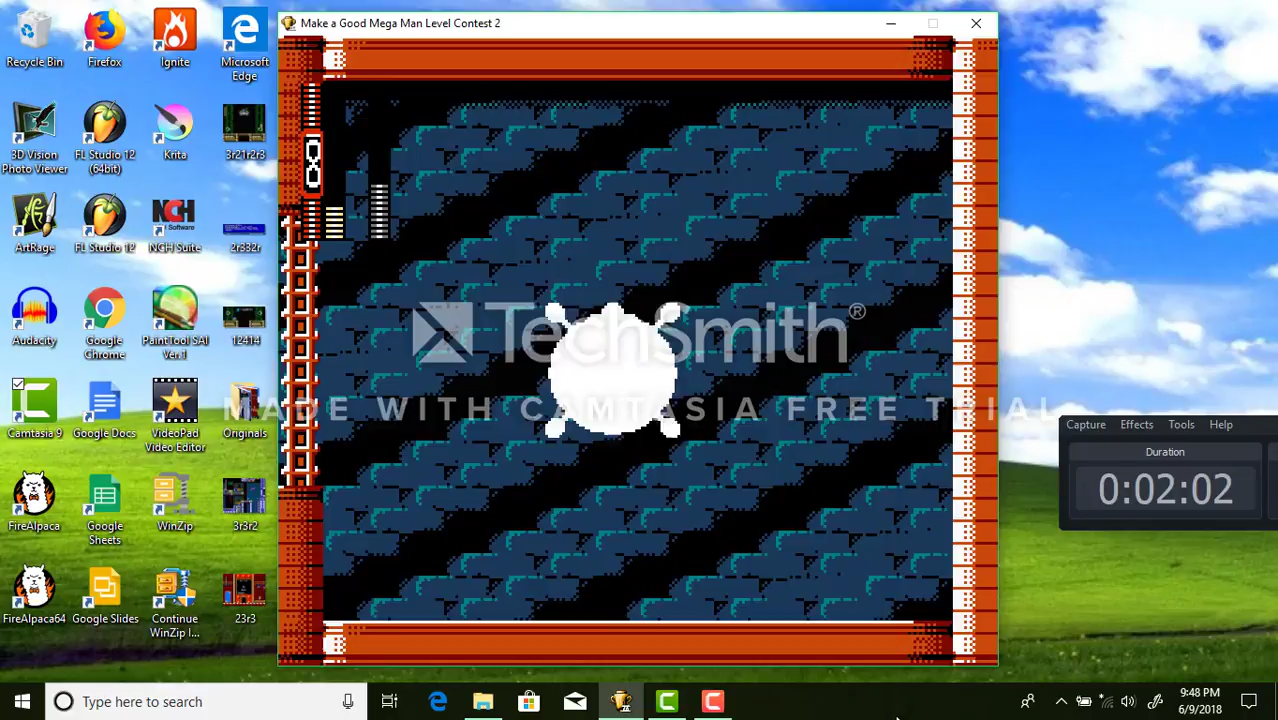 Make a Good Mega Man Level Contest 2
Recycle Bin
Firefox
Ignite
Microsoft Edge
3D Vision Photo Viewer
FL Studio 12 (64bit)
Krita
3r21r2r3
ArtRage
FL Studio 12
NCH Suite
2r332r
Audacity
Google Chrome
PaintTool SAI Ver.1
12414
Camtasia 9
Google Docs
VideoPad Video Editor
Originals
FireAlpaca
Google Sheets
WinZip
3r3r2
FireAlpaca64
Google Slides
Continue WinZip I...
23r3
TechSmith®
MADE WITH CAMTASIA FREE TRIAL
Capture Effects Tools Help
Duration
0:02:02
Type here to search
9:48 PM
6/9/2018